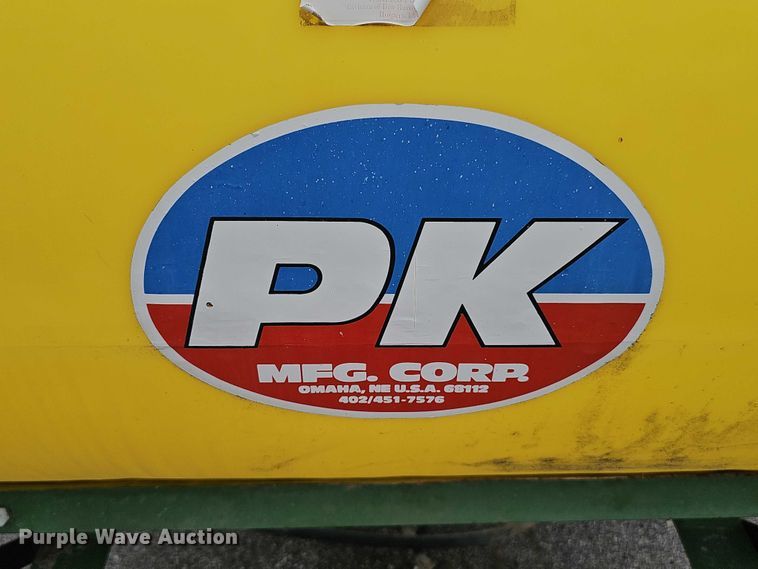 PK
MFG. CORP.
OMAHA, NE U.S.A. 68112
402/451-7576
Purple Wave Auction